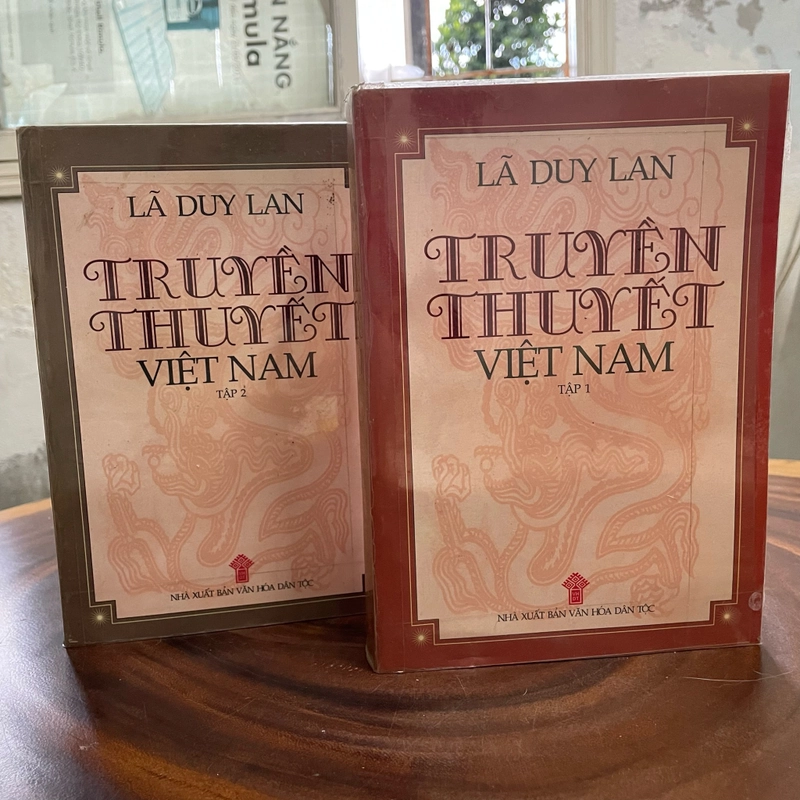 N NẮNG
mula
LÃ DUY LAN
TRUYỀN
THUYẾT
VIỆT NAM
TẬP 2
NHÀ XUẤT BẢN VĂN HÓA DÂN TỘC
LÃ DUY LAN
TRUYỀN
THUYẾT
VIỆT NAM
TẬP 1
NHÀ XUẤT BẢN VĂN HÓA DÂN TỘC